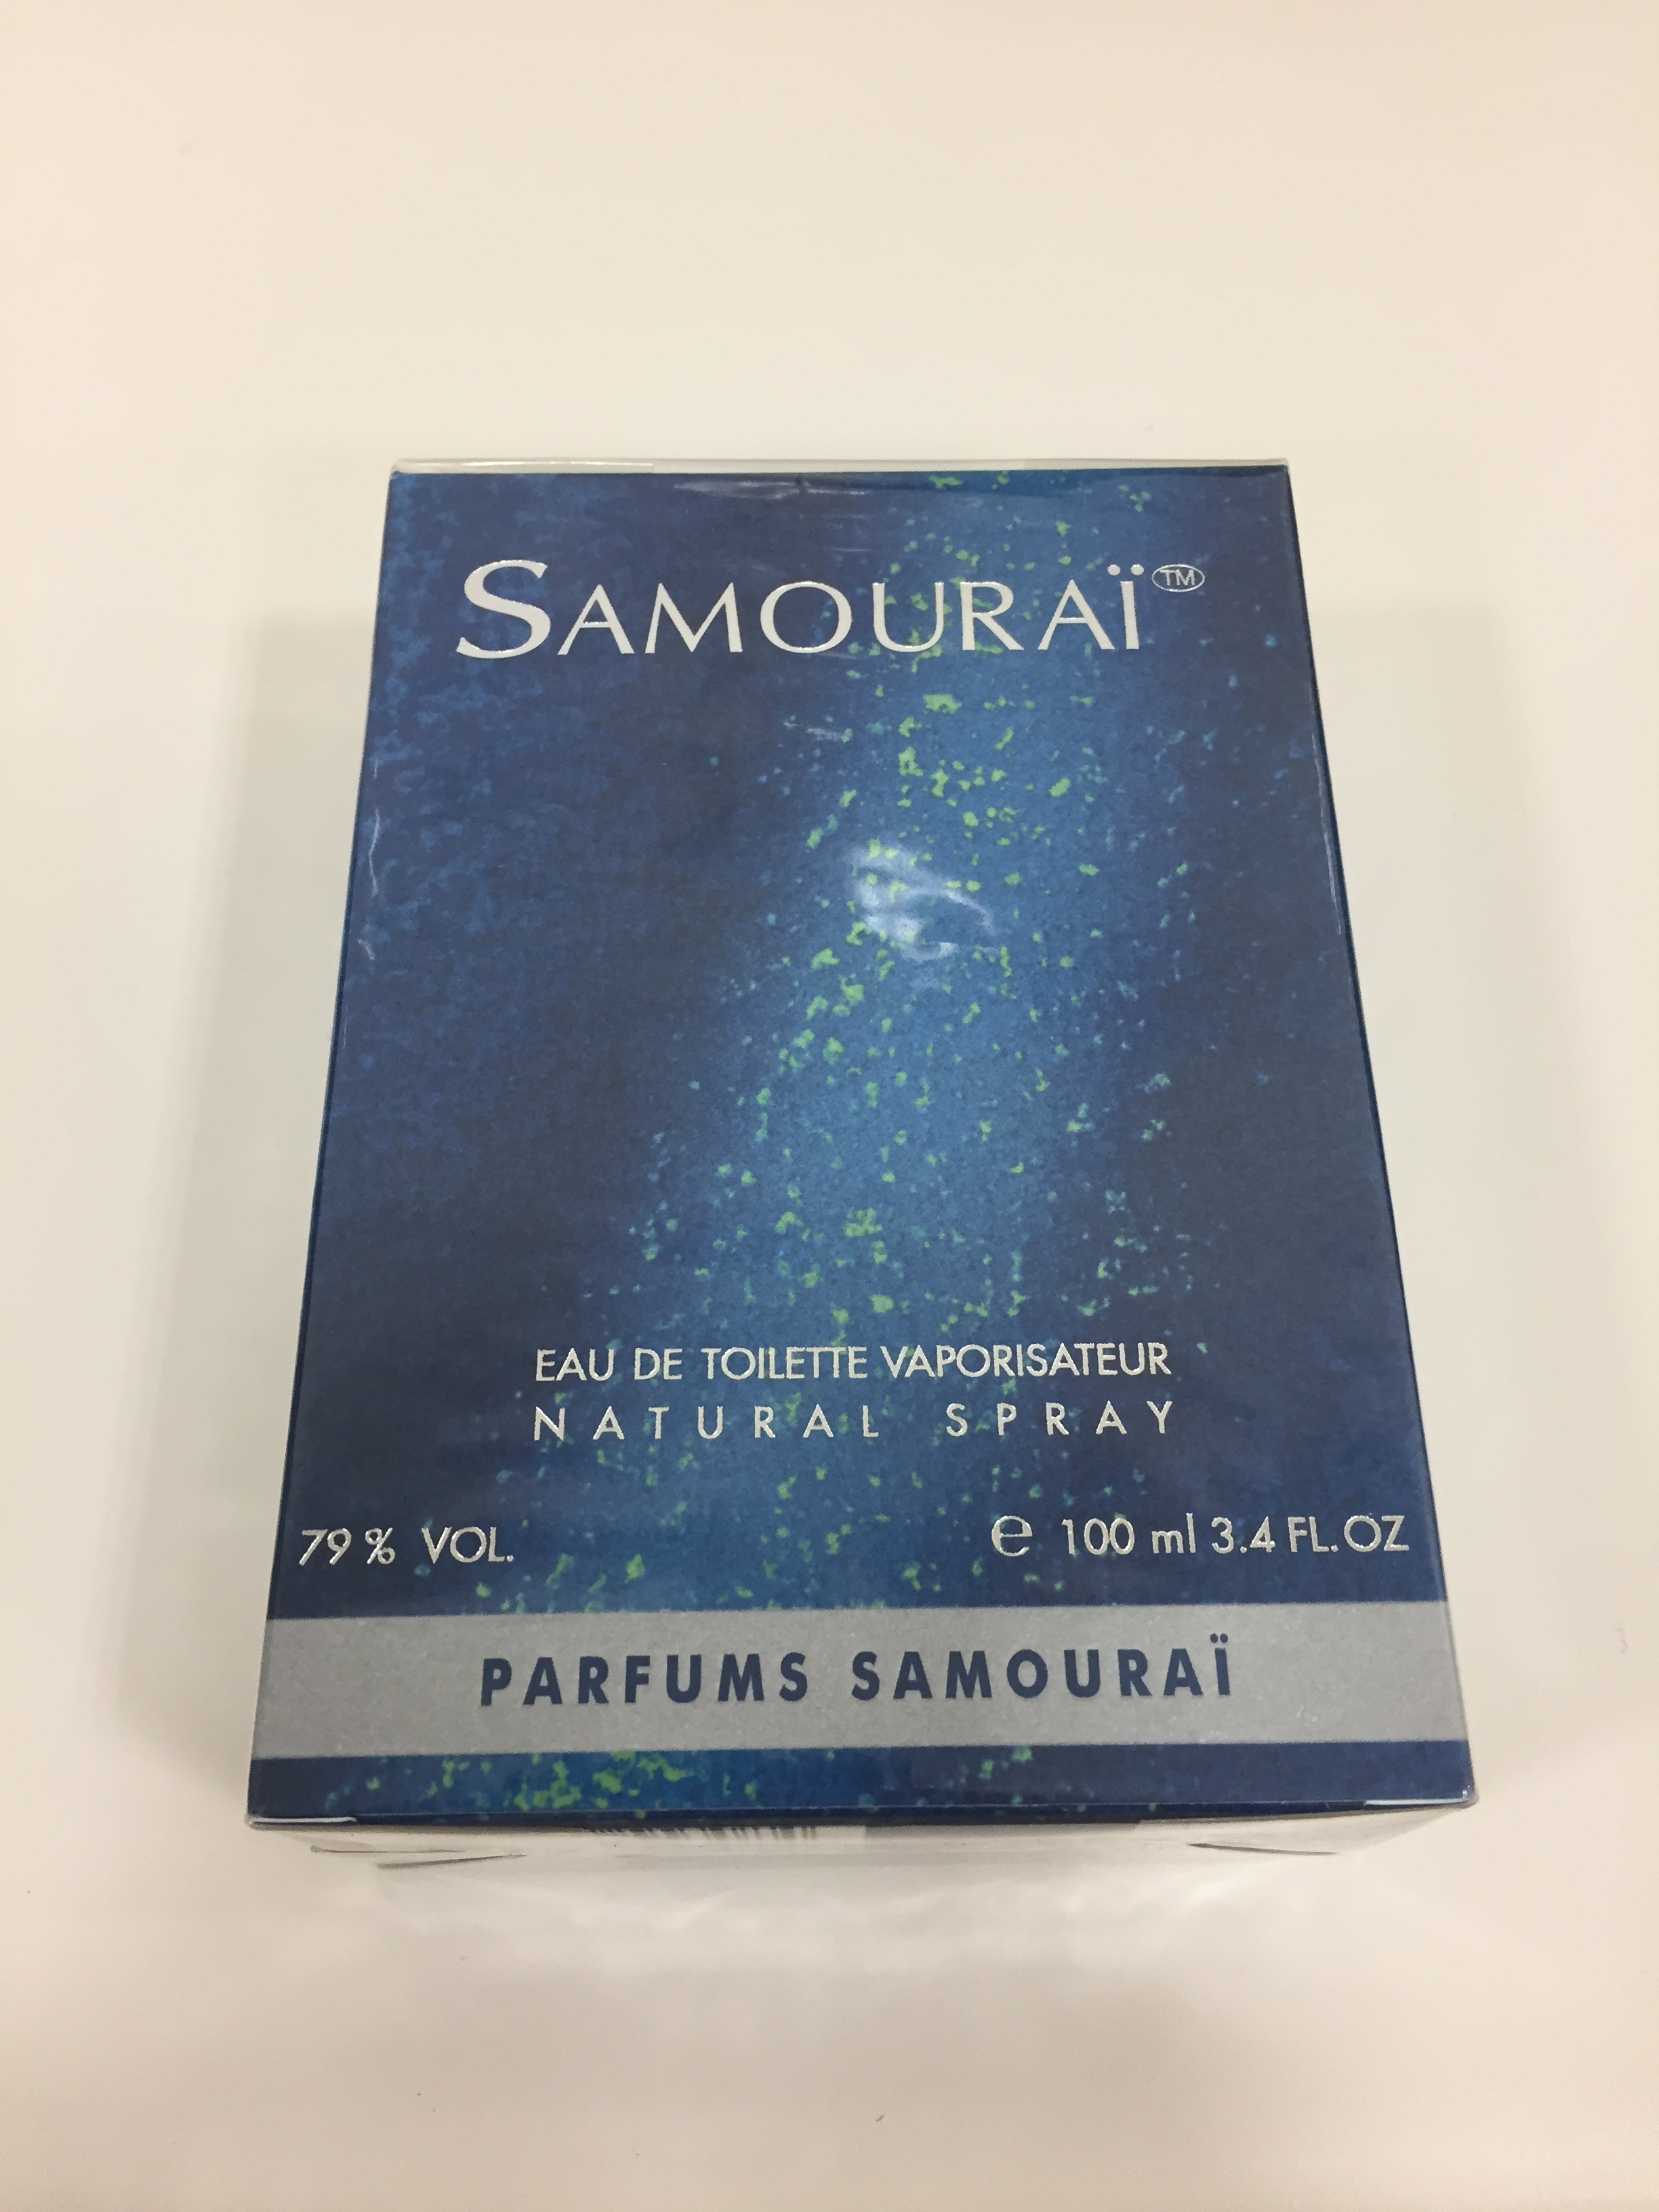 SAMOURAÏ™
EAU DE TOILETTE VAPORISATEUR
NATURAL SPRAY
79 % VOL.
℮ 100 ml 3.4 FL.OZ
PARFUMS SAMOURAÏ